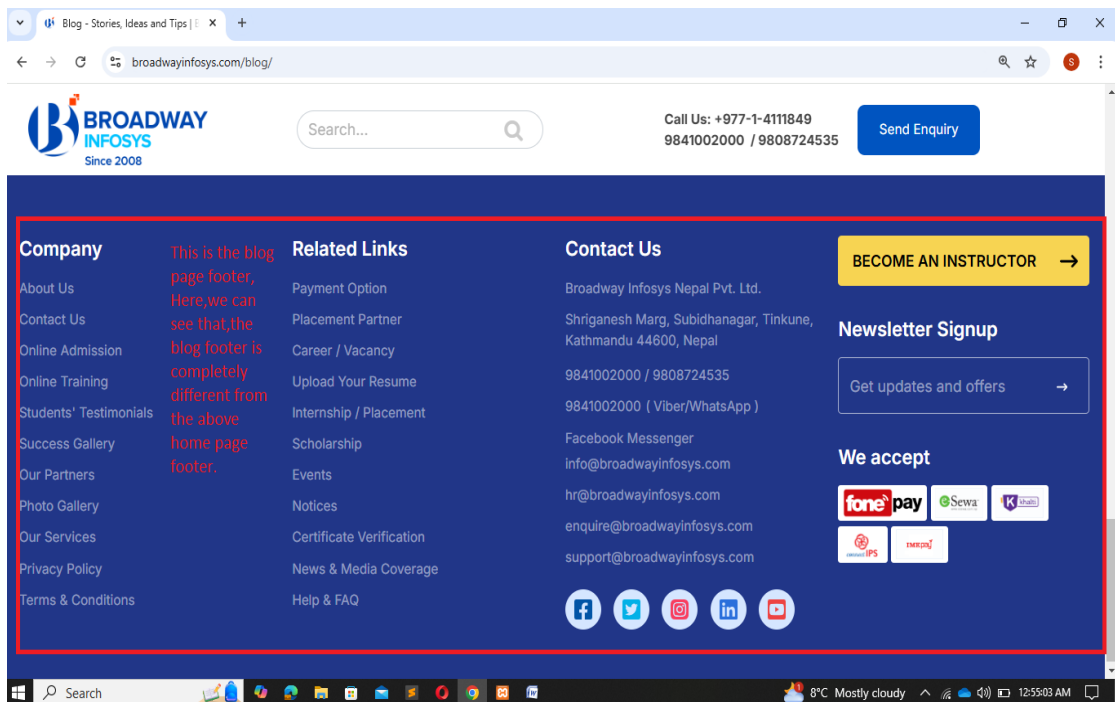 Blog - Stories, Ideas and Tips | B
broadwayinfosys.com/blog/
S
BROADWAY
INFOSYS
Since 2008
Search...
Call Us: +977-1-4111849
9841002000 / 9808724535
Send Enquiry
Company
About Us
Contact Us
Online Admission
Online Training
Students' Testimonials
Success Gallery
Our Partners
Photo Gallery
Our Services
Privacy Policy
Terms & Conditions
This is the blog
page footer,
Here,we can
see that,the
blog footer is
completely
different from
the above
home page
footer.
Related Links
Payment Option
Placement Partner
Career / Vacancy
Upload Your Resume
Internship / Placement
Scholarship
Events
Notices
Certificate Verification
News & Media Coverage
Help & FAQ
Contact Us
Broadway Infosys Nepal Pvt. Ltd.
Shriganesh Marg, Subidhanagar, Tinkune,
Kathmandu 44600, Nepal
9841002000 / 9808724535
9841002000 ( Viber/WhatsApp )
Facebook Messenger
info@broadwayinfosys.com
hr@broadwayinfosys.com
enquire@broadwayinfosys.com
support@broadwayinfosys.com
BECOME AN INSTRUCTOR
Newsletter Signup
Get updates and offers
We accept
fonepay
eSewa
Khalti
connect IPS
IME pay
Search
8°C Mostly cloudy
12:55:03 AM